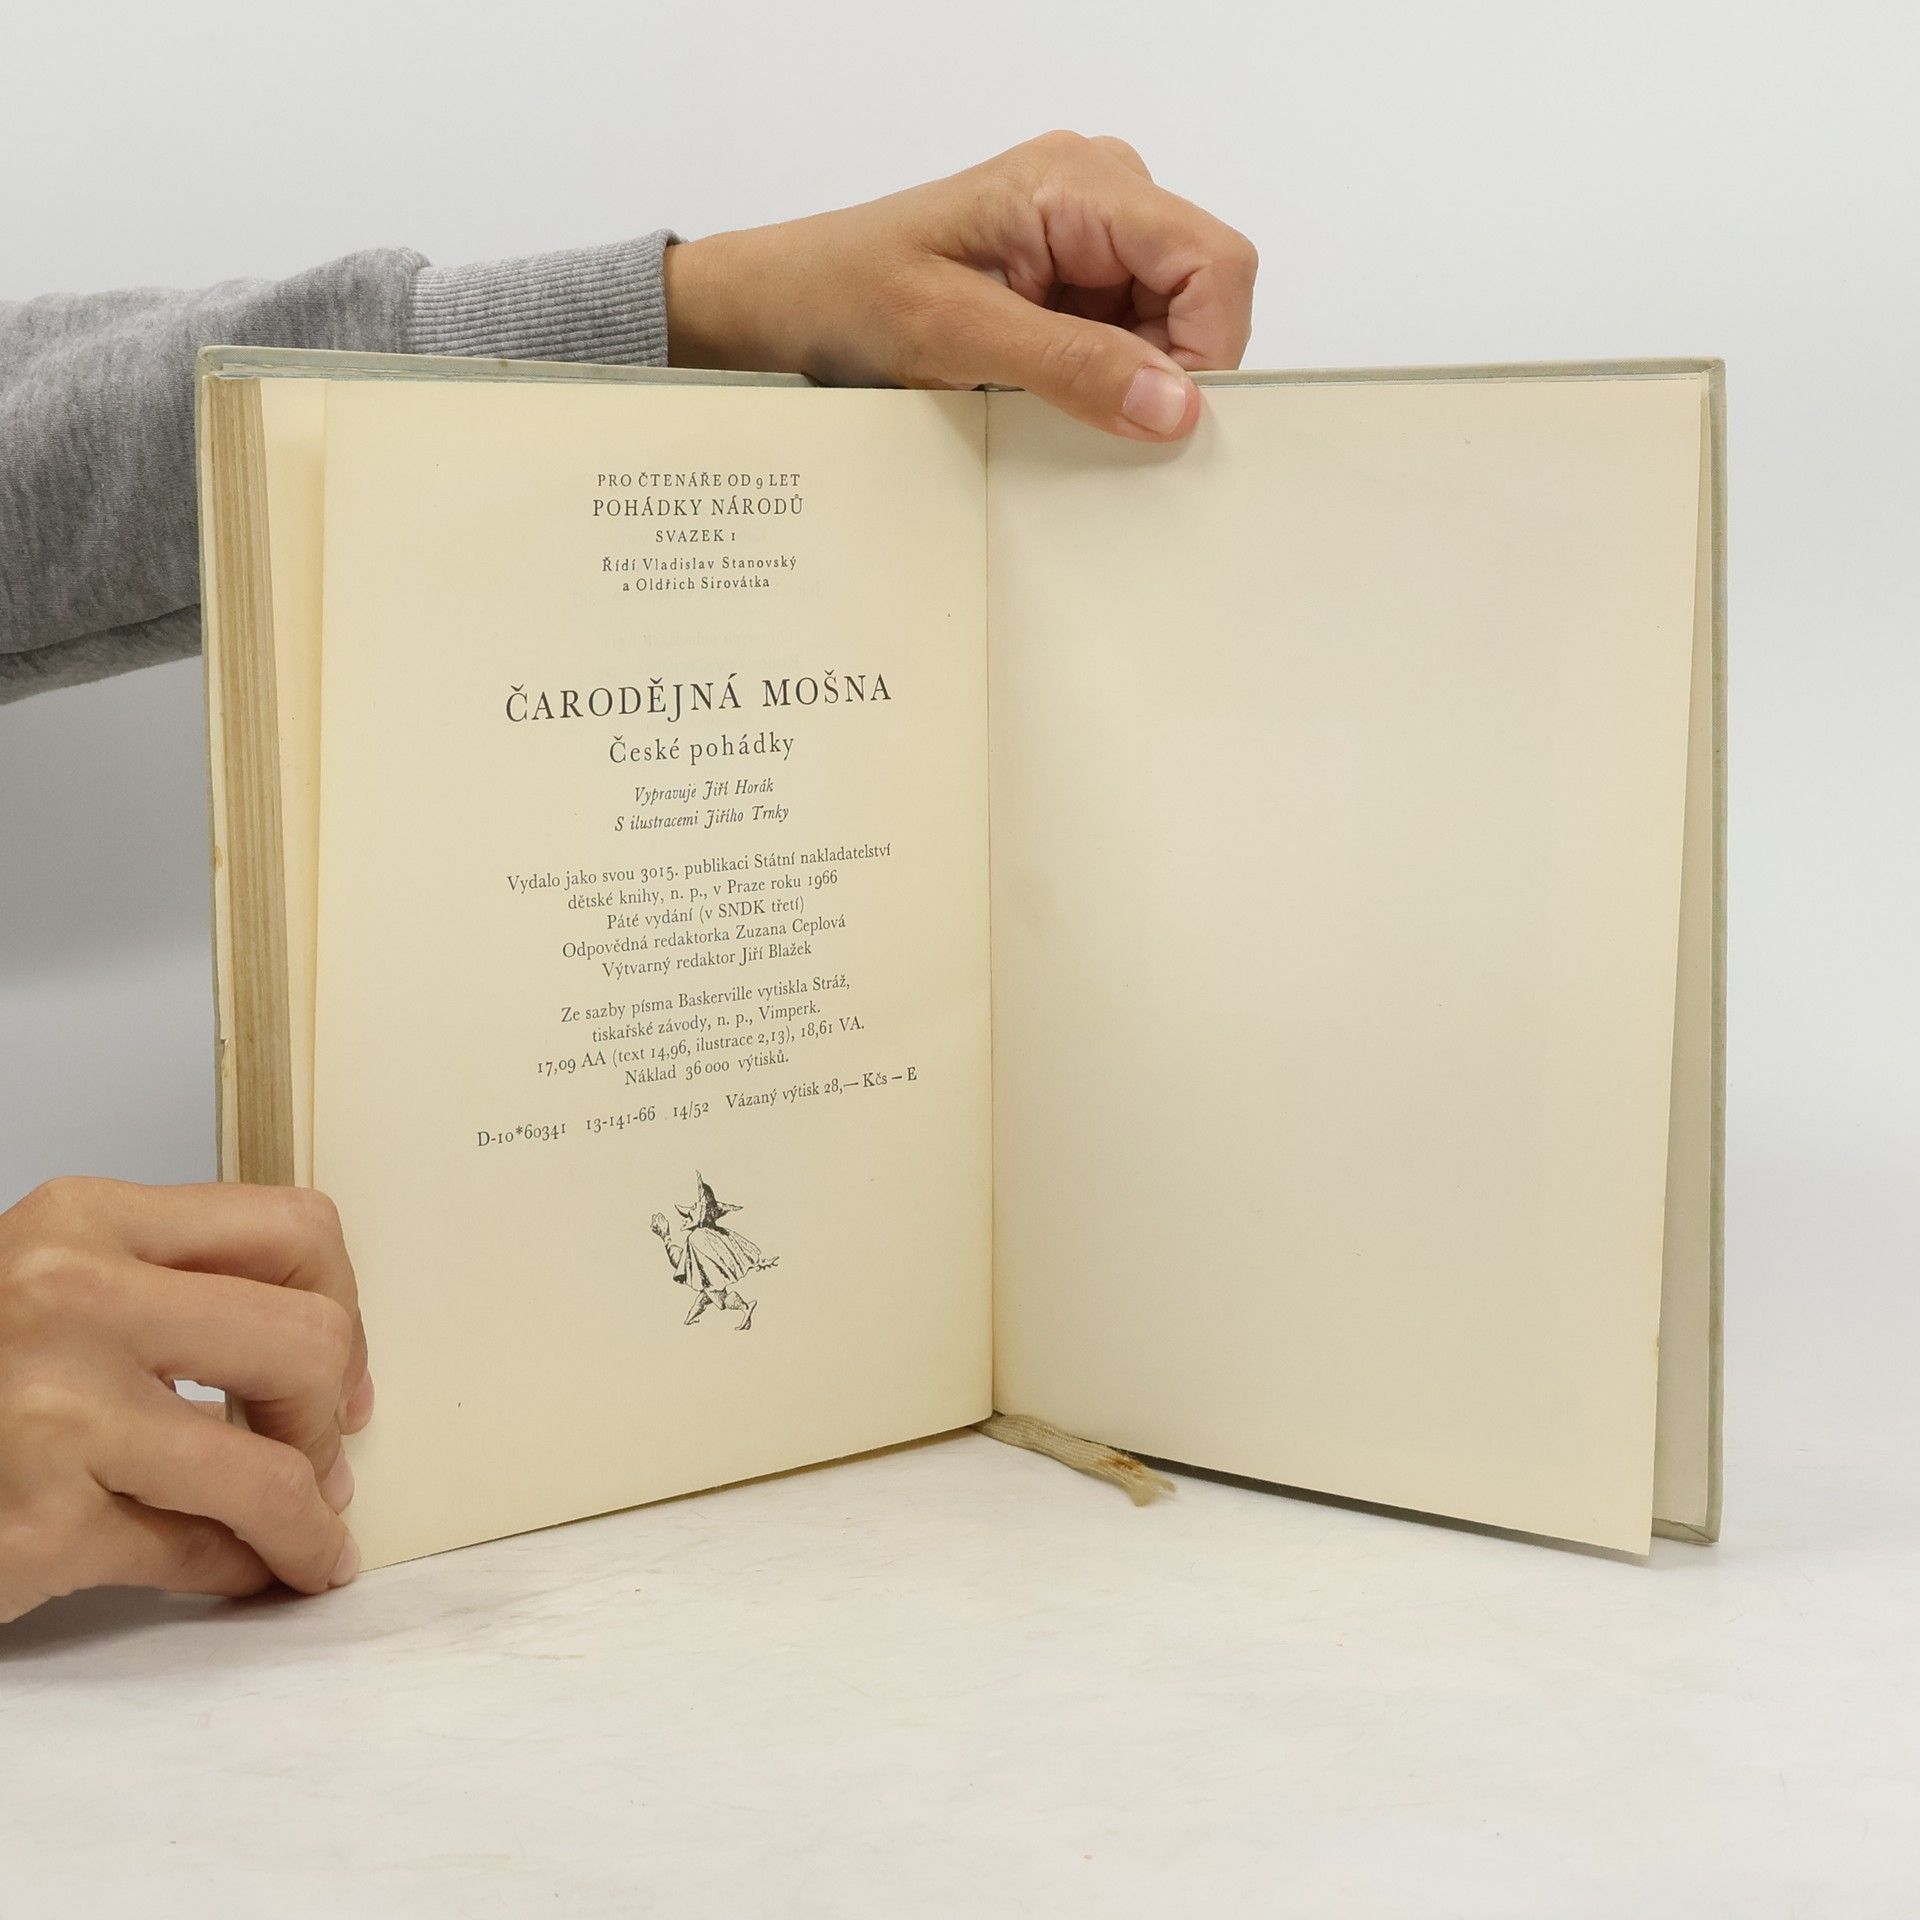 PRO ČTENÁŘE OD 9 LET
POHÁDKY NÁRODŮ
SVAZEK 1
Řídí Vladislav Stanovský
a Oldřich Sirovátka
ČARODĚJNÁ MOŠNA
České pohádky
Vypravuje Jiří Horák
S ilustracemi Jiřího Trnky
Vydalo jako svou 3015. publikaci Státní nakladatelství
dětské knihy, n. p., v Praze roku 1966
Páté vydání (v SNDK třetí)
Odpovědná redaktorka Zuzana Ceplová
Výtvarný redaktor Jiří Blažek
Ze sazby písma Baskerville vytiskla Stráž,
tiskařské závody, n. p., Vimperk.
17,09 AA (text 14,96, ilustrace 2,13), 18,61 VA.
Náklad 36 000 výtisků.
D-10*60341 13-141-66 14/52 Vázaný výtisk 28,— Kčs – E